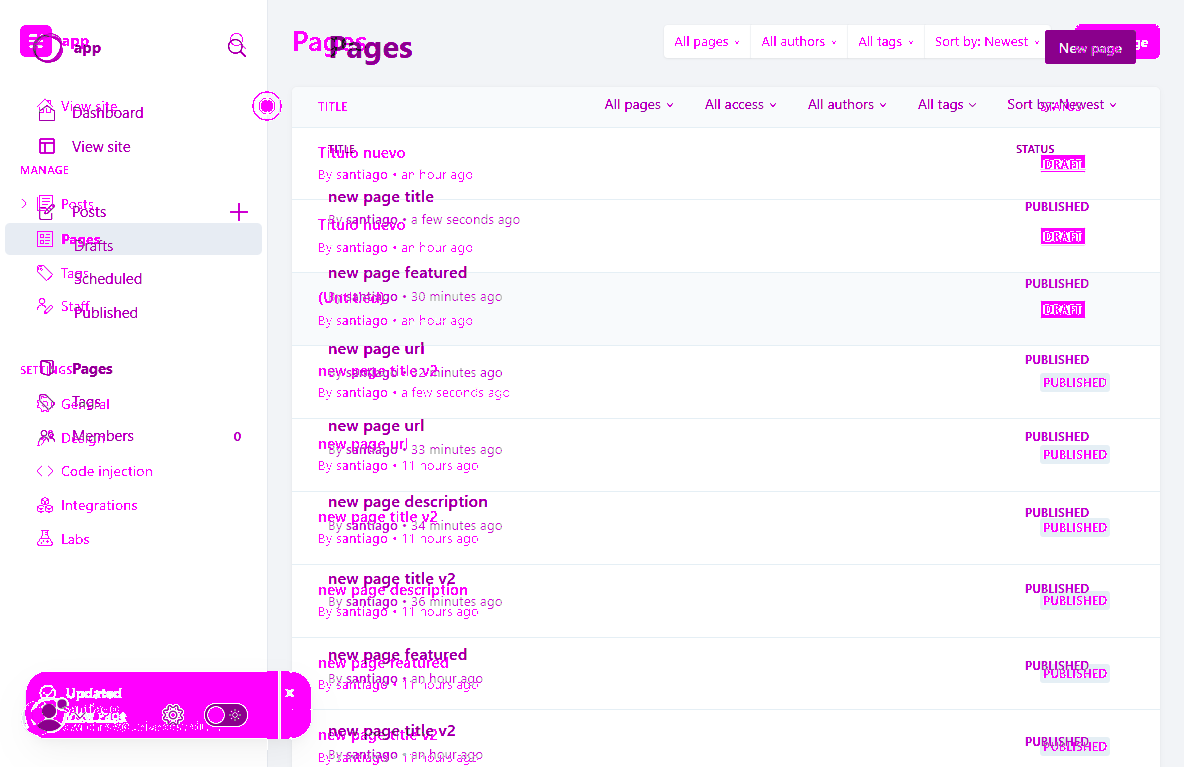 app
app
View site
Dashboard
View site
MANAGE
Posts
Posts
Pages
Drafts
Tags
Scheduled
Staff
Published
SETTINGS
Pages
General
Tags
Design
Members 0
Code injection
Integrations
Labs
Updated
Pages
Pages
All pages All authors All tags Sort by: Newest
New page
TITLE
All pages All access All authors All tags Sort by: Newest
STATUS
TITLE STATUS
Título nuevo
DRAFT
By santiago • an hour ago
new page title
PUBLISHED
By santiago • a few seconds ago
Título nuevo
DRAFT
By santiago • an hour ago
new page featured
PUBLISHED
By santiago • 30 minutes ago
(Untitled)
DRAFT
By santiago • an hour ago
new page url
PUBLISHED
By santiago • 32 minutes ago
new page title v2
PUBLISHED
By santiago • a few seconds ago
new page url
PUBLISHED
By santiago • 33 minutes ago
new page url
PUBLISHED
By santiago • 11 hours ago
new page description
PUBLISHED
By santiago • 34 minutes ago
new page title v2
PUBLISHED
By santiago • 11 hours ago
new page title v2
PUBLISHED
By santiago • 36 minutes ago
new page description
PUBLISHED
By santiago • 11 hours ago
new page featured
PUBLISHED
By santiago • an hour ago
new page featured
PUBLISHED
By santiago • 11 hours ago
new page title v2
PUBLISHED
By santiago • an hour ago
new page title v2
PUBLISHED
By santiago • 11 hours ago